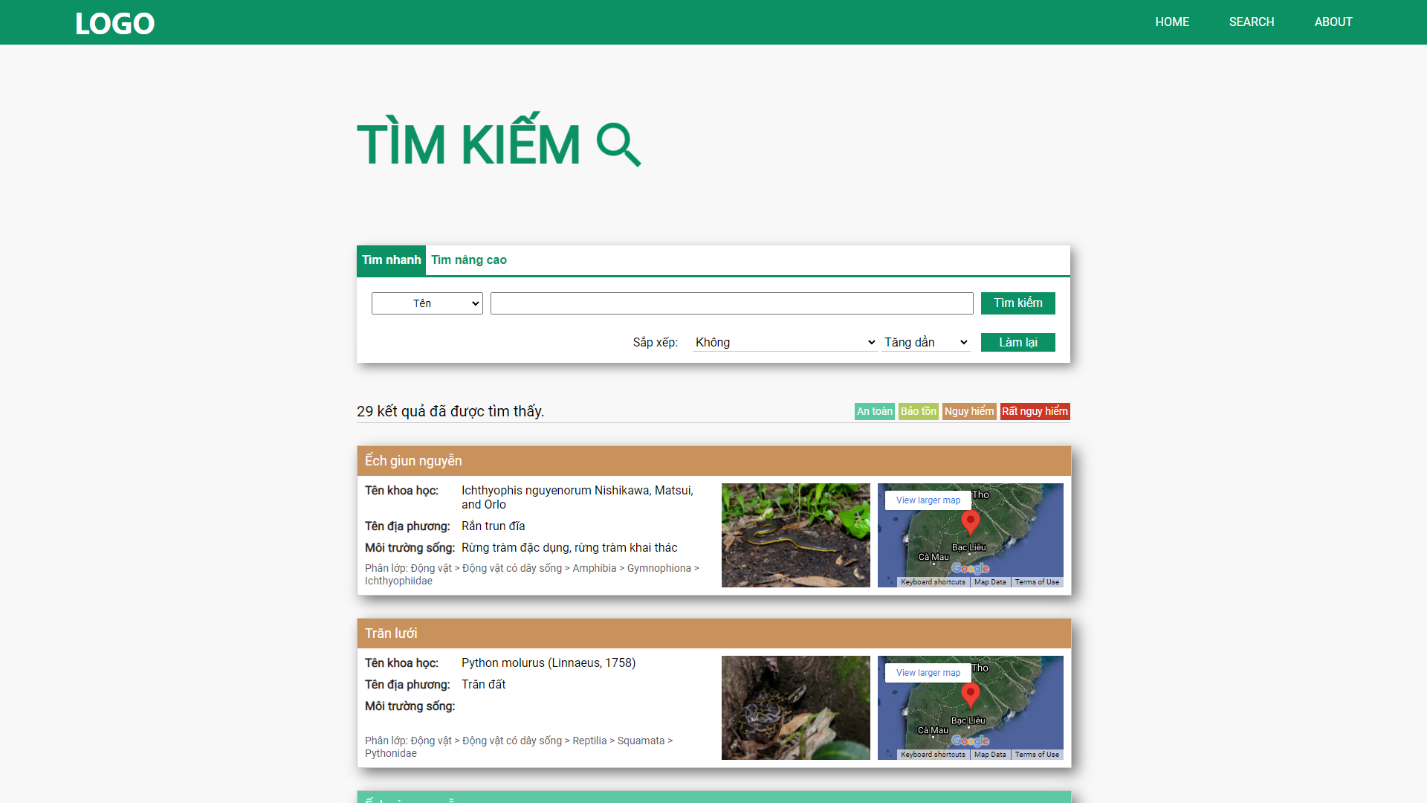 LOGO
HOME
SEARCH
ABOUT
TÌM KIẾM
Tìm nhanh
Tìm nâng cao
Tên
Tìm kiếm
Sắp xếp:
Không
Tăng dần
Làm lại
29 kết quả đã được tìm thấy.
An toàn
Bảo tồn
Nguy hiểm
Rất nguy hiểm
Ếch giun nguyễn
Tên khoa học: Ichthyophis nguyenorum Nishikawa, Matsui,
and Orlo
Tên địa phương: Rắn trun đĩa
Môi trường sống: Rừng tràm đặc dụng, rừng tràm khai thác
Phân lớp: Động vật > Động vật có dây sống > Amphibia > Gymnophiona >
Ichthyophiidae
View larger map
Tho
Bạc Liêu
Cà Mau
Google
Keyboard shortcuts
Map Data
Terms of Use
Trăn lưới
Tên khoa học: Python molurus (Linnaeus, 1758)
Tên địa phương: Trăn đất
Môi trường sống:
Phân lớp: Động vật > Động vật có dây sống > Reptilia > Squamata >
Pythonidae
View larger map
Tho
Bạc Liêu
Cà Mau
Google
Keyboard shortcuts
Map Data
Terms of Use